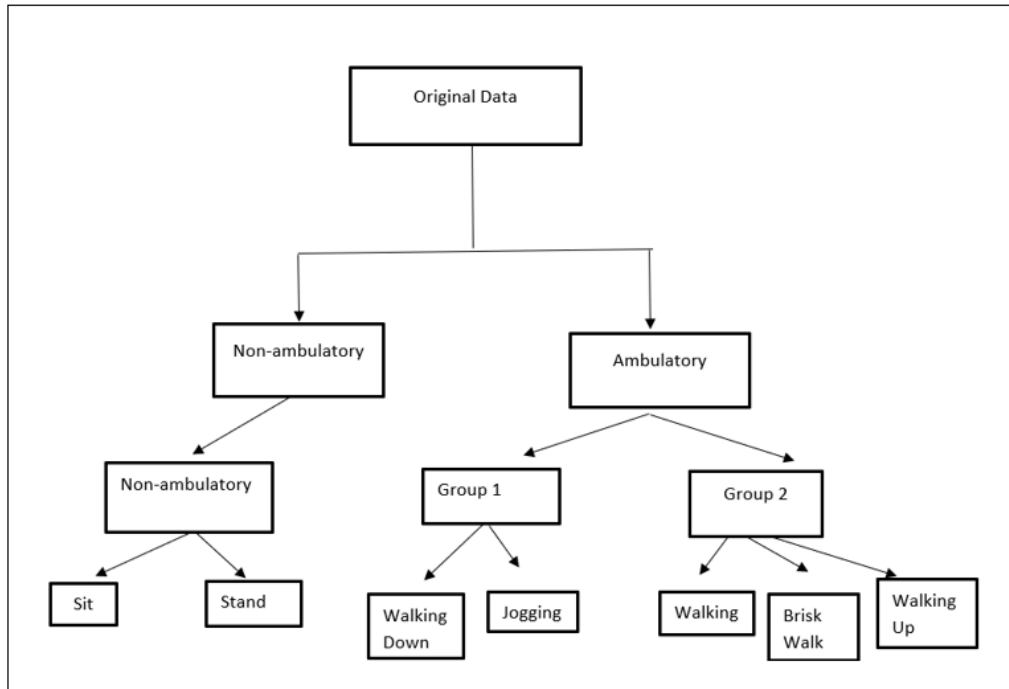 Original Data
Non-ambulatory
Ambulatory
Non-ambulatory
Group 1
Group 2
Sit
Stand
Walking
Down
Jogging
Walking
Brisk
Walk
Walking
Up